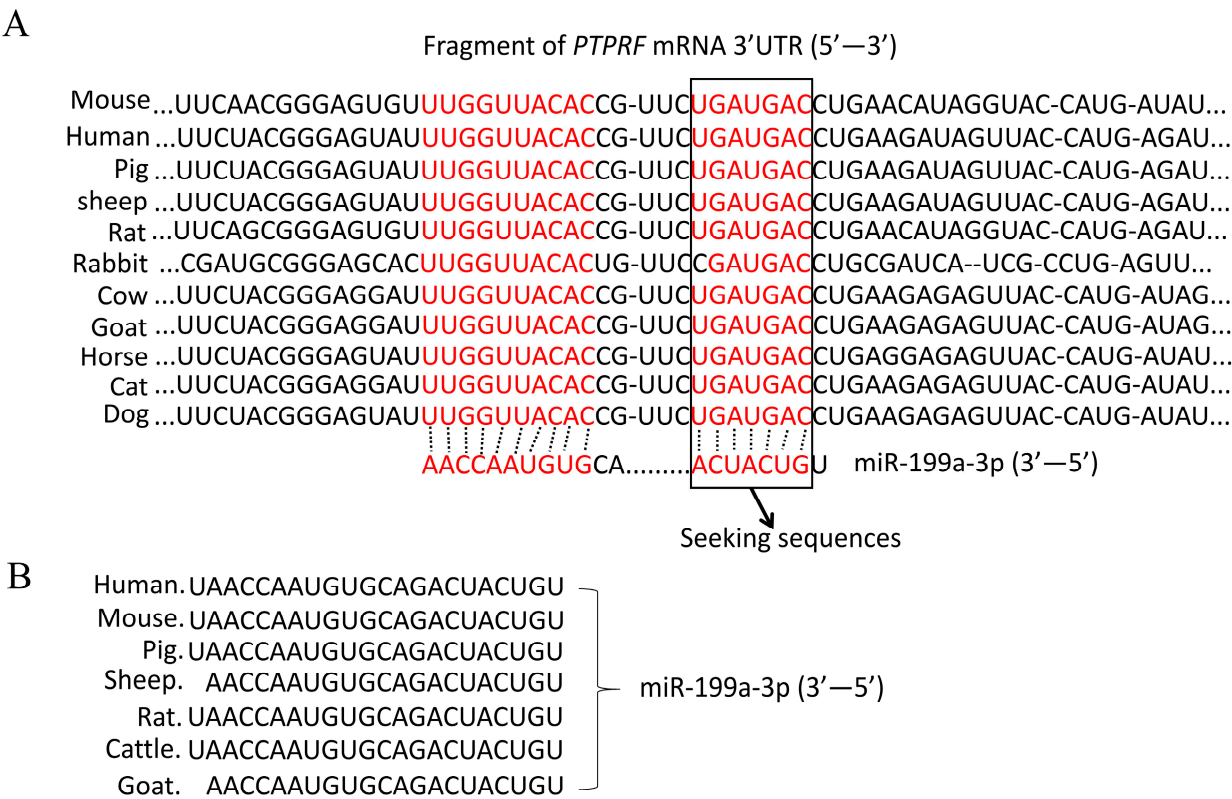 A
Fragment of PTPRF mRNA 3’UTR (5’—3’)
Mouse...UUCAACGGGAGUGUUUGGUUACACCG-UUCUGAUGACCUGAACAUAGGUAC-CAUG-AUAU...
Human...UUCUACGGGAGUAUUUGGUUACACCG-UUCUGAUGACCUGAAGAUAGUUAC-CAUG-AGAU...
Pig...UUCUACGGGAGUAUUUGGUUACACCG-UUCUGAUGACCUGAAGAUAGUUAC-CAUG-AGAU...
sheep...UUCUACGGGAGUAUUUGGUUACACCG-UUCUGAUGACCUGAAGAUAGUUAC-CAUG-AGAU...
Rat...UUCAGCGGGAGUGUUUGGUUACACCG-UUCUGAUGACCUGAACAUAGGUAC-CAUG-AGAU...
Rabbit ...CGAUGCGGGAGCACUUGGUUACACUG-UUCCGAUGACCUGCGAUCA--UCG-CCUG-AGUU...
Cow...UUCUACGGGAGGAUUUGGUUACACCG-UUCUGAUGACCUGAAGAGAGUUAC-CAUG-AUAG...
Goat...UUCUACGGGAGGAUUUGGUUACACCG-UUCUGAUGACCUGAAGAGAGUUAC-CAUG-AUAG...
Horse...UUCUACGGGAGUAUUUGGUUACACCG-UUCUGAUGACCUGAGGAGAGUUAC-CAUG-AUAU...
Cat...UUCUACGGGAGGAUUUGGUUACACCG-UUCUGAUGACCUGAAGAGAGUUAC-CAUG-AUAU...
Dog...UUCUACGGGAGUAUUUGGUUACACCG-UUCUGAUGACCUGAAGAGAGUUAC-CAUG-AUAU...
AACCAAUGUGCA.........ACUACUGU miR-199a-3p (3’—5’)
Seeking sequences
B
Human. UAACCAAUGUGCAGACUACUGU
Mouse. UAACCAAUGUGCAGACUACUGU
Pig. UAACCAAUGUGCAGACUACUGU
Sheep. AACCAAUGUGCAGACUACUGU
miR-199a-3p (3’—5’)
Rat. UAACCAAUGUGCAGACUACUGU
Cattle. UAACCAAUGUGCAGACUACUGU
Goat. AACCAAUGUGCAGACUACUGU